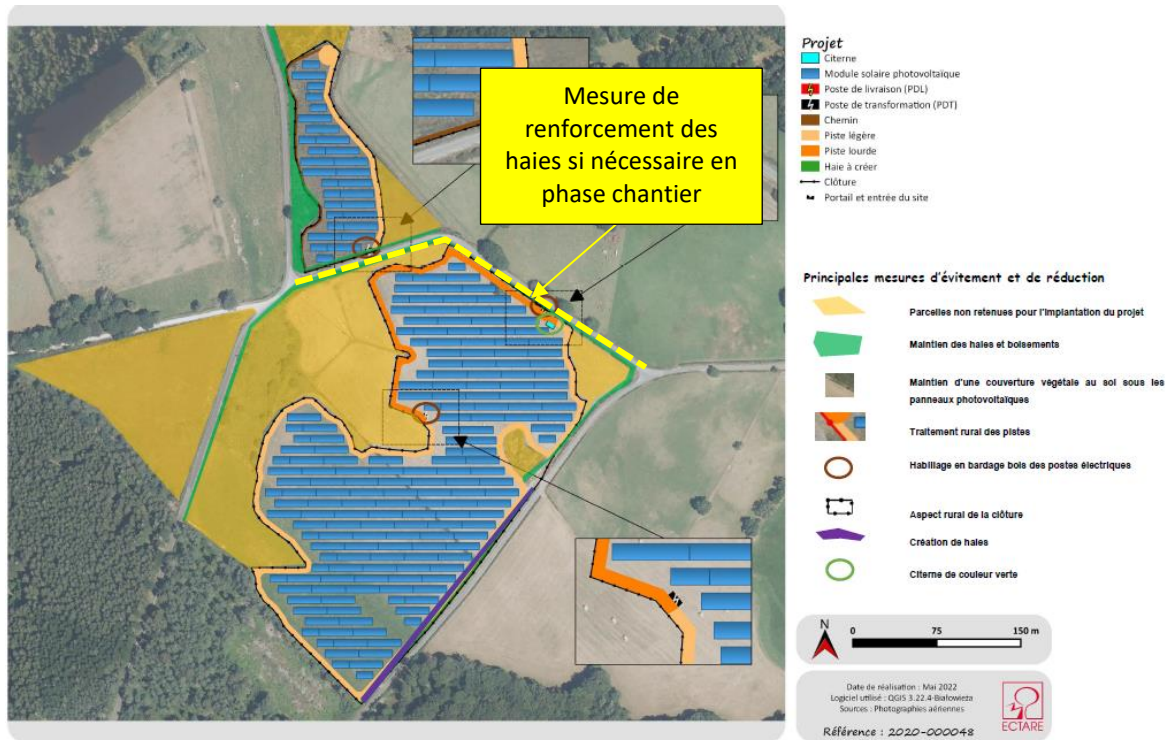 Mesure de
renforcement des
haies si nécessaire en
phase chantier
Projet
Citerne
Module solaire photovoltaïque
Poste de livraison (PDL)
Poste de transformation (PDT)
Chemin
Piste légère
Piste lourde
Haie à créer
Clôture
Portail et entrée du site
Principales mesures d'évitement et de réduction
Parcelles non retenues pour l'implantation du projet
Maintien des haies et boisements
Maintien d'une couverture végétale au sol sous les
panneaux photovoltaïques
Traitement rural des pistes
Habillage en bardage bois des postes électriques
Aspect rural de la clôture
Création de haies
Citerne de couleur verte
N
0 75 150 m
Date de réalisation : Mai 2022
Logiciel utilisé : QGIS 3.22.4-Białowieża
Sources : Photographies aériennes
Référence : 2020-000048
ECTARE